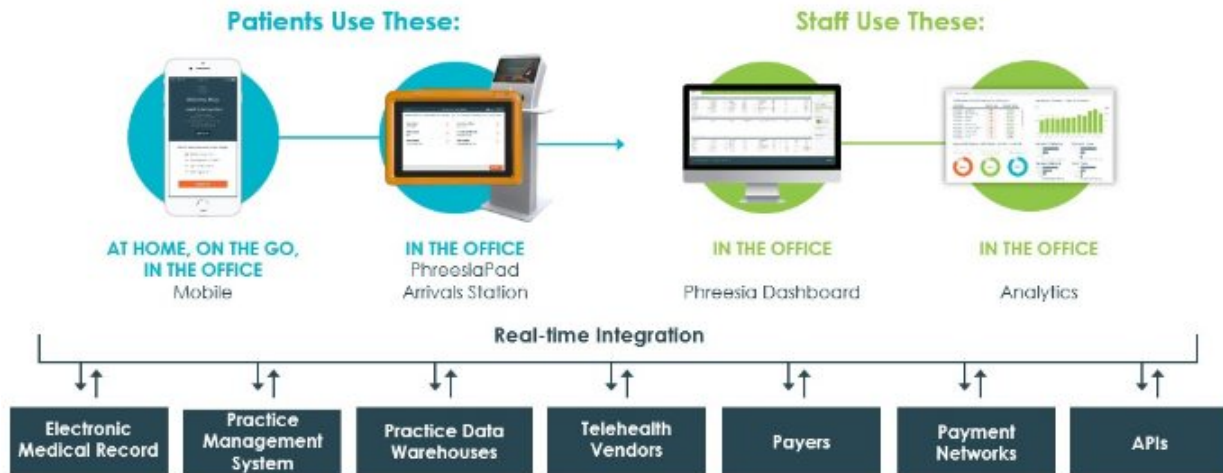 Patients Use These:
Staff Use These:
AT HOME, ON THE GO,
IN THE OFFICE
Mobile
IN THE OFFICE
PhreesiaPad
Arrivals Station
IN THE OFFICE
Phreesia Dashboard
IN THE OFFICE
Analytics
Real-time Integration
Electronic
Medical Record
Practice
Management
System
Practice Data
Warehouses
Telehealth
Vendors
Payers
Payment
Networks
APIs